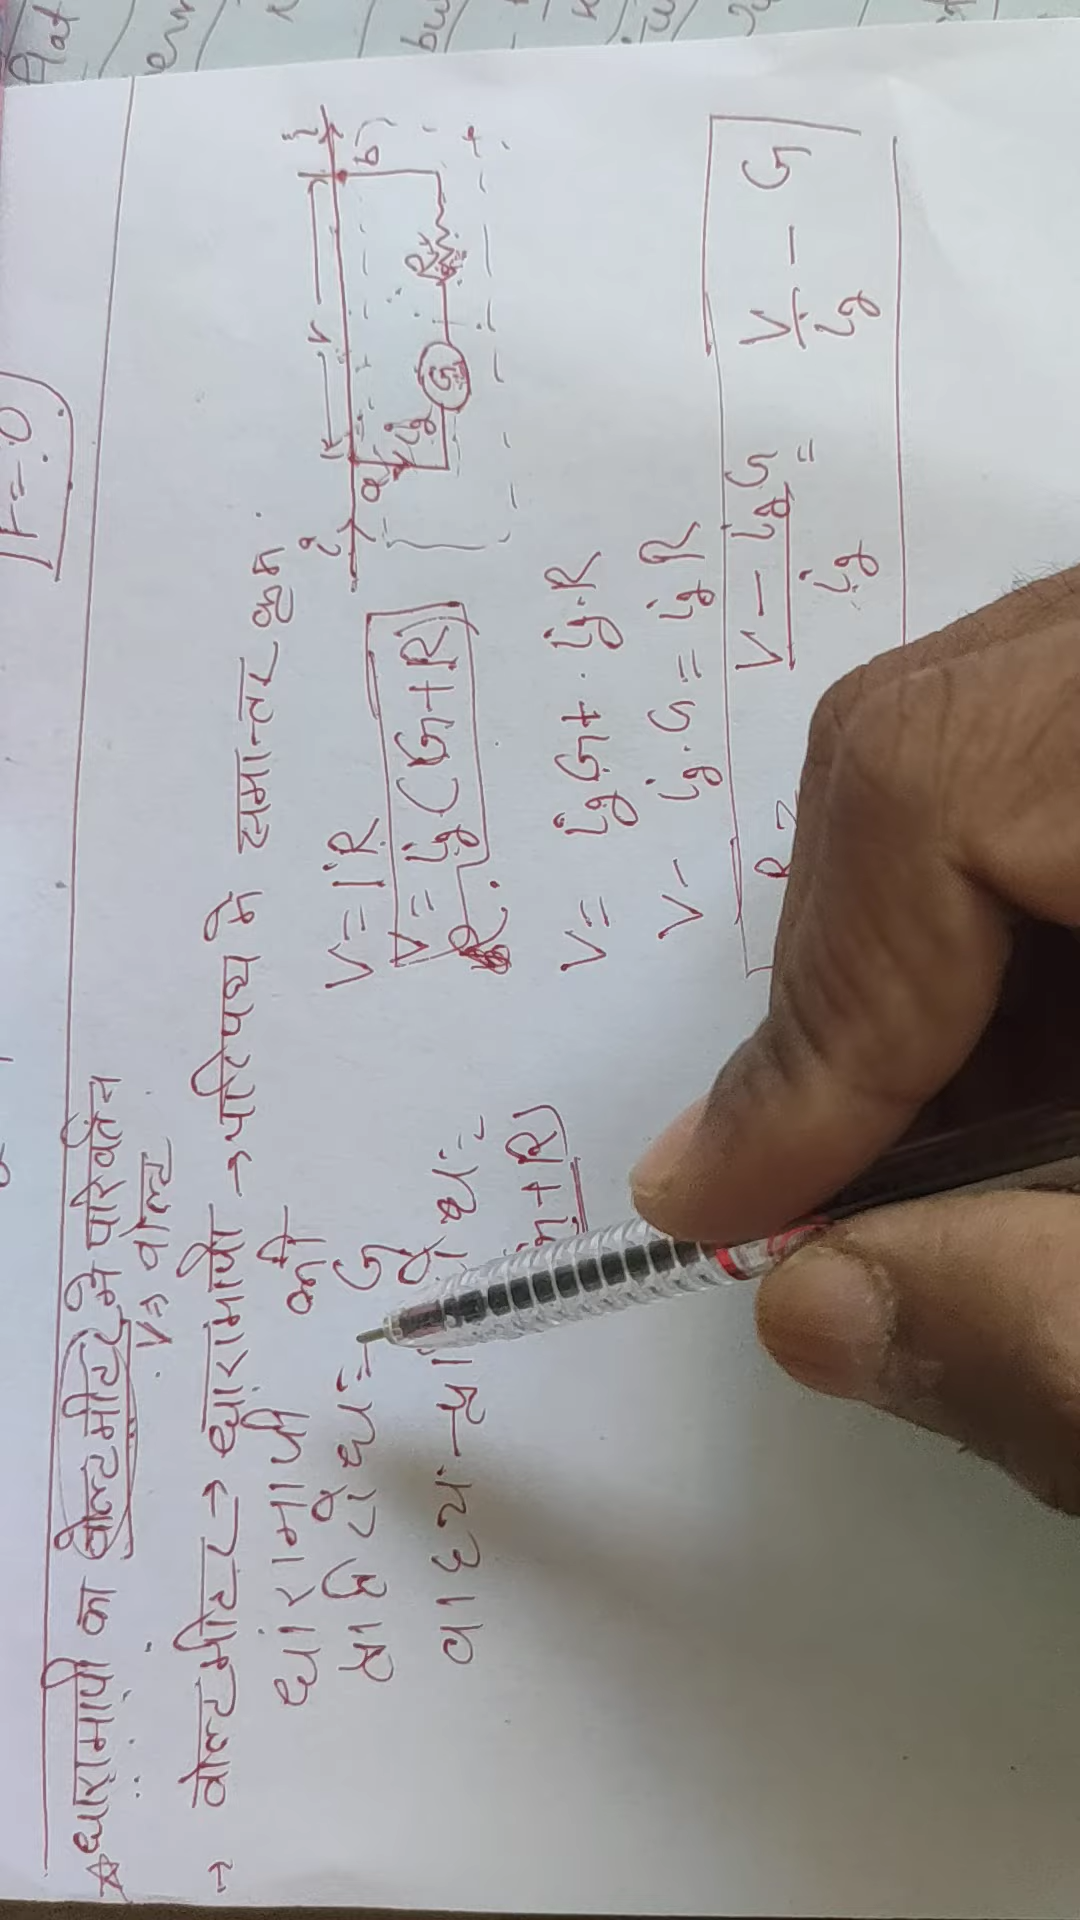 F = 0
☆ धारामापी का वोल्टमीटर मे परिवर्तन
V ⇒ वोल्ट
→ वोल्टमीटर → धारामापी → परिपथ मे समान्तर क्रम
धारामापी की
प्रतिरोध = G
बाह्य
+R)
i a b i
r
ig G R
V = IR
V = ig (G+R)
V = ig G + ig.R
V - ig.G = ig R
V - igG / ig = V / ig - G